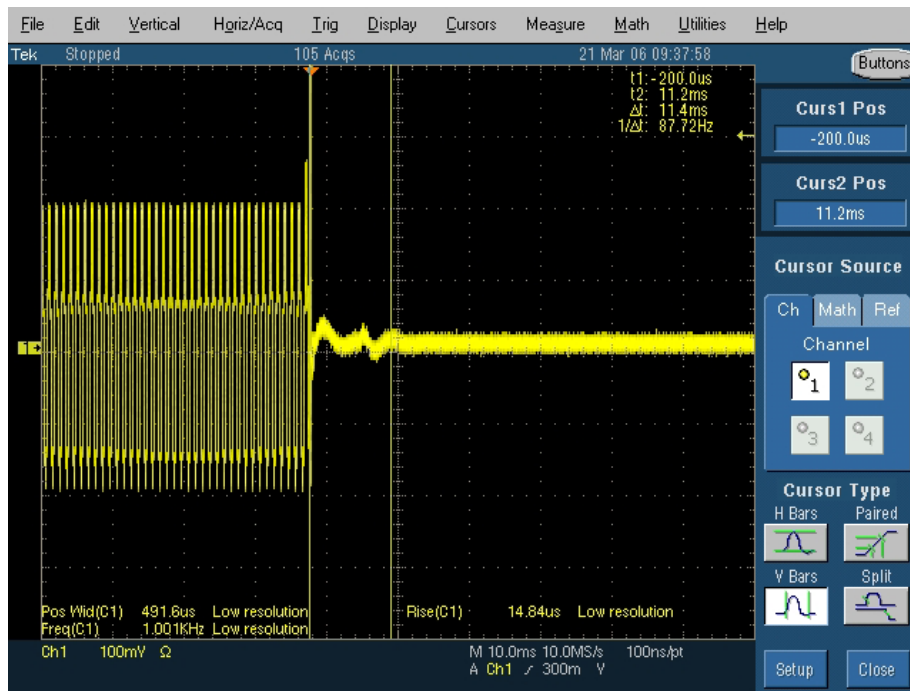 File Edit Vertical Horiz/Acq Trig Display Cursors Measure Math Utilities Help
Tek Stopped 105 Acqs 21 Mar 06 09:37:58
Buttons
t1: -200.0us
t2: 11.2ms
Δt: 11.4ms
1/Δt: 87.72Hz
Curs1 Pos
-200.0us
Curs2 Pos
11.2ms
Cursor Source
Ch Math Ref
Channel
1 2
3 4
Cursor Type
H Bars Paired
V Bars Split
1
Pos Wid(C1) 491.6us Low resolution Rise(C1) 14.84us Low resolution
Freq(C1) 1.001KHz Low resolution
Ch1 100mV Ω M 10.0ms 10.0MS/s 100ns/pt
A Ch1 / 300m V
Setup Close